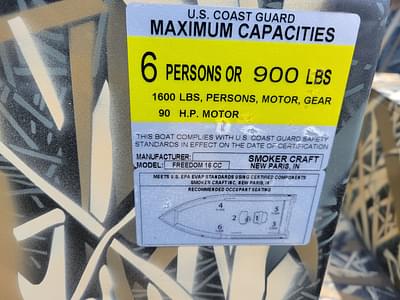 U.S. COAST GUARD
MAXIMUM CAPACITIES
6 PERSONS OR 900 LBS
1600 LBS, PERSONS, MOTOR, GEAR
90 H.P. MOTOR
THIS BOAT COMPLIES WITH U.S. COAST GUARD SAFETY
STANDARDS IN EFFECT ON THE DATE OF CERTIFICATION
MANUFACTURER: SMOKER CRAFT
MODEL: FREEDOM 16 CC NEW PARIS, IN
MEETS U.S. EPA EVAP STANDARDS USING CERTIFIED COMPONENTS
SMOKER CRAFT INC, NEW PARIS, IN
RECOMMENDED OCCUPANT SEATING
4
2
6